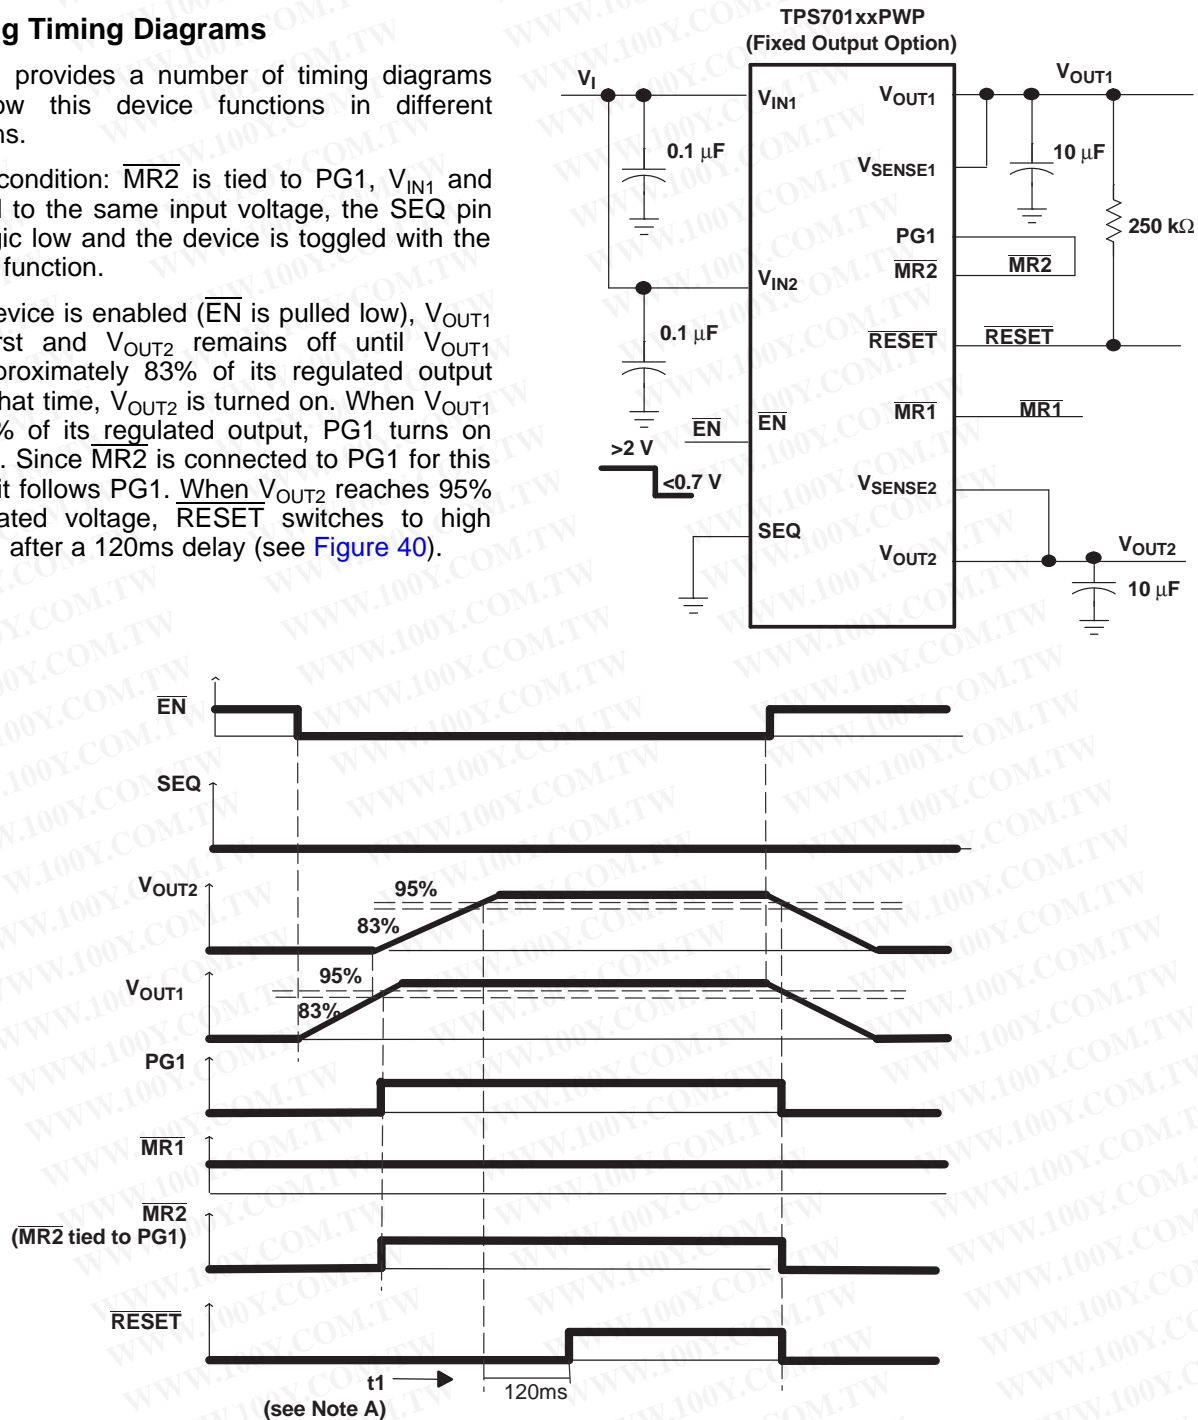 g Timing Diagrams
provides a number of timing diagrams
ow this device functions in different
ns.
condition: MR2 is tied to PG1, VIN1 and
to the same input voltage, the SEQ pin
gic low and the device is toggled with the
function.
evice is enabled (EN is pulled low), VOUT1
rst and VOUT2 remains off until VOUT1
proximately 83% of its regulated output
hat time, VOUT2 is turned on. When VOUT1
% of its regulated output, PG1 turns on
. Since MR2 is connected to PG1 for this
it follows PG1. When VOUT2 reaches 95%
ated voltage, RESET switches to high
after a 120ms delay (see Figure 40).
TPS701xxPWP
(Fixed Output Option)
VI
VIN1
VOUT1
VOUT1
0.1 μF
VSENSE1
10 μF
250 kΩ
PG1
MR2
MR2
VIN2
0.1 μF
RESET
RESET
MR1
MR1
EN
EN
>2 V
<0.7 V
VSENSE2
SEQ
VOUT2
VOUT2
10 μF
EN
SEQ
VOUT2
95%
83%
VOUT1
95%
83%
PG1
MR1
MR2
(MR2 tied to PG1)
RESET
t1
(see Note A)
120ms
WWW.100Y.COM.TW